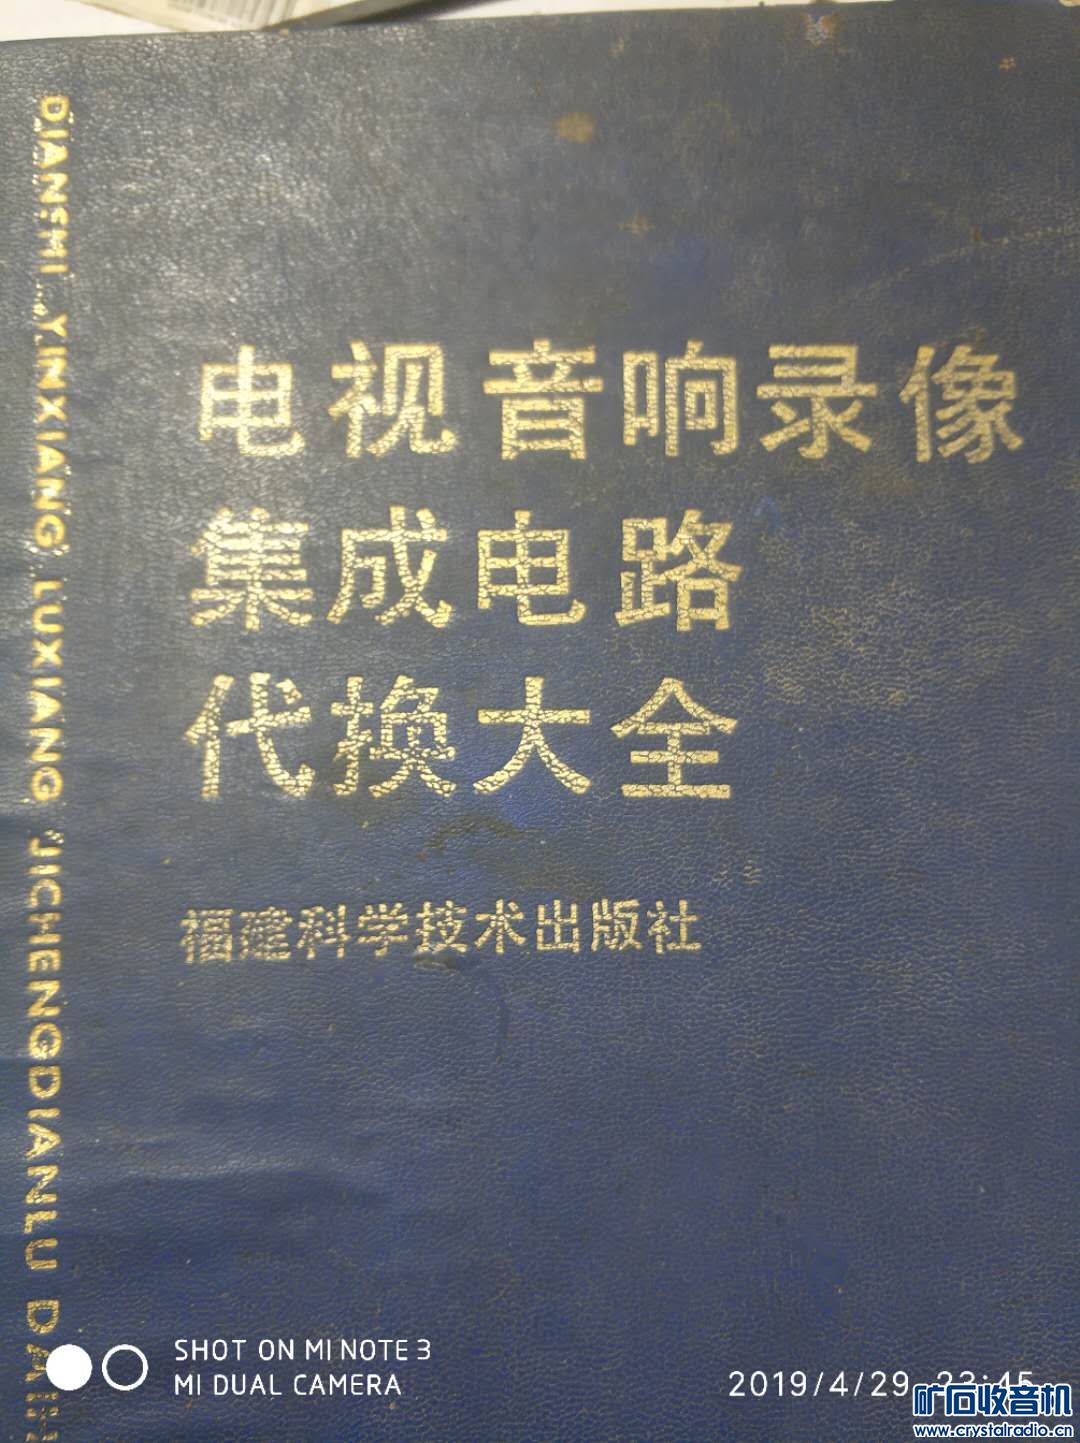 电视音响录像
集成电路
代换大全
福建科学技术出版社
DIANSHI YINXIANG LUXIANG JICHENGDIANLU
SHOT ON MI NOTE 3
MI DUAL CAMERA
2019/4/29 23:45
矿石收音机
www.crystalradio.cn